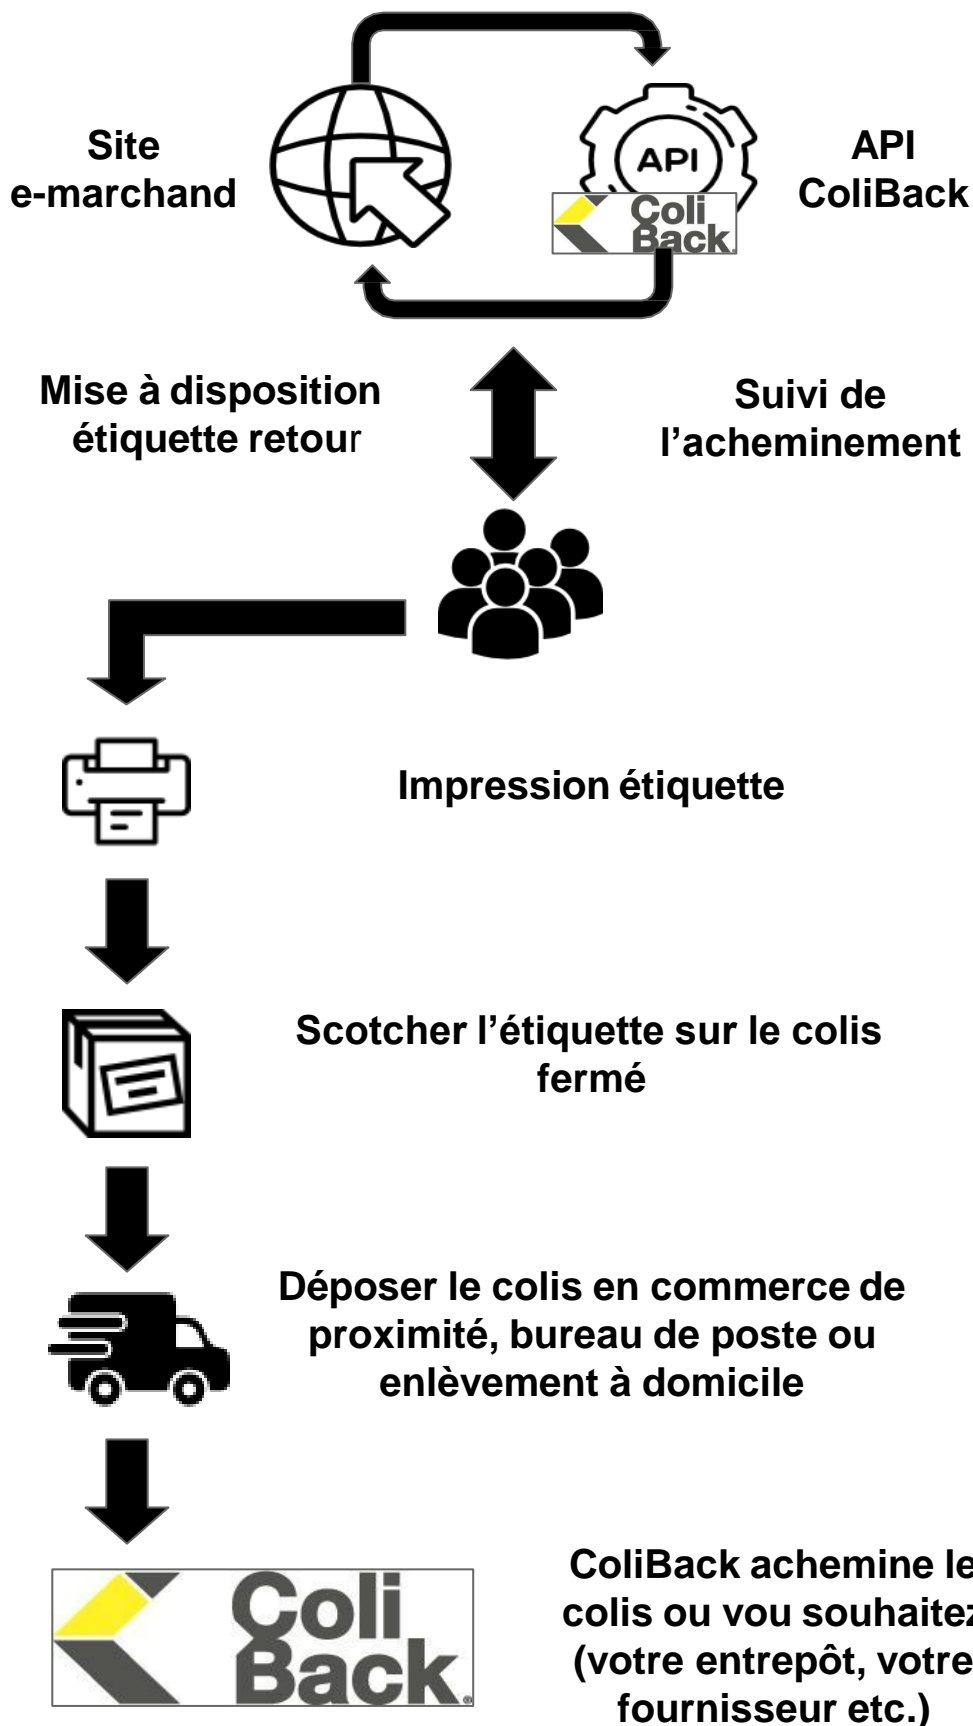 Site
e-marchand
API
Coli
Back
API
ColiBack
Mise à disposition
étiquette retour
Suivi de
l’acheminement
Impression étiquette
Scotcher l’étiquette sur le colis
fermé
Déposer le colis en commerce de
proximité, bureau de poste ou
enlèvement à domicile
Coli
Back®
ColiBack achemine le
colis ou vou souhaitez
(votre entrepôt, votre
fournisseur etc.)